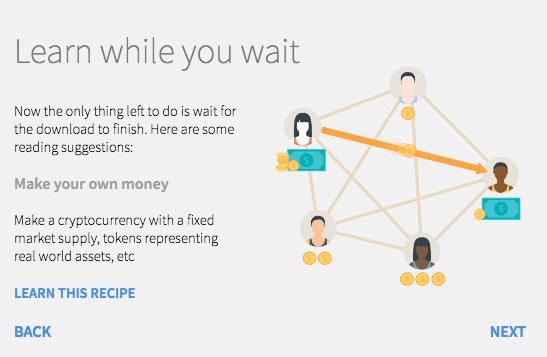 Learn while you wait
Now the only thing left to do is wait for
the download to finish. Here are some
reading suggestions:
Make your own money
Make a cryptocurrency with a fixed
market supply, tokens representing
real world assets, etc
LEARN THIS RECIPE
BACK
NEXT